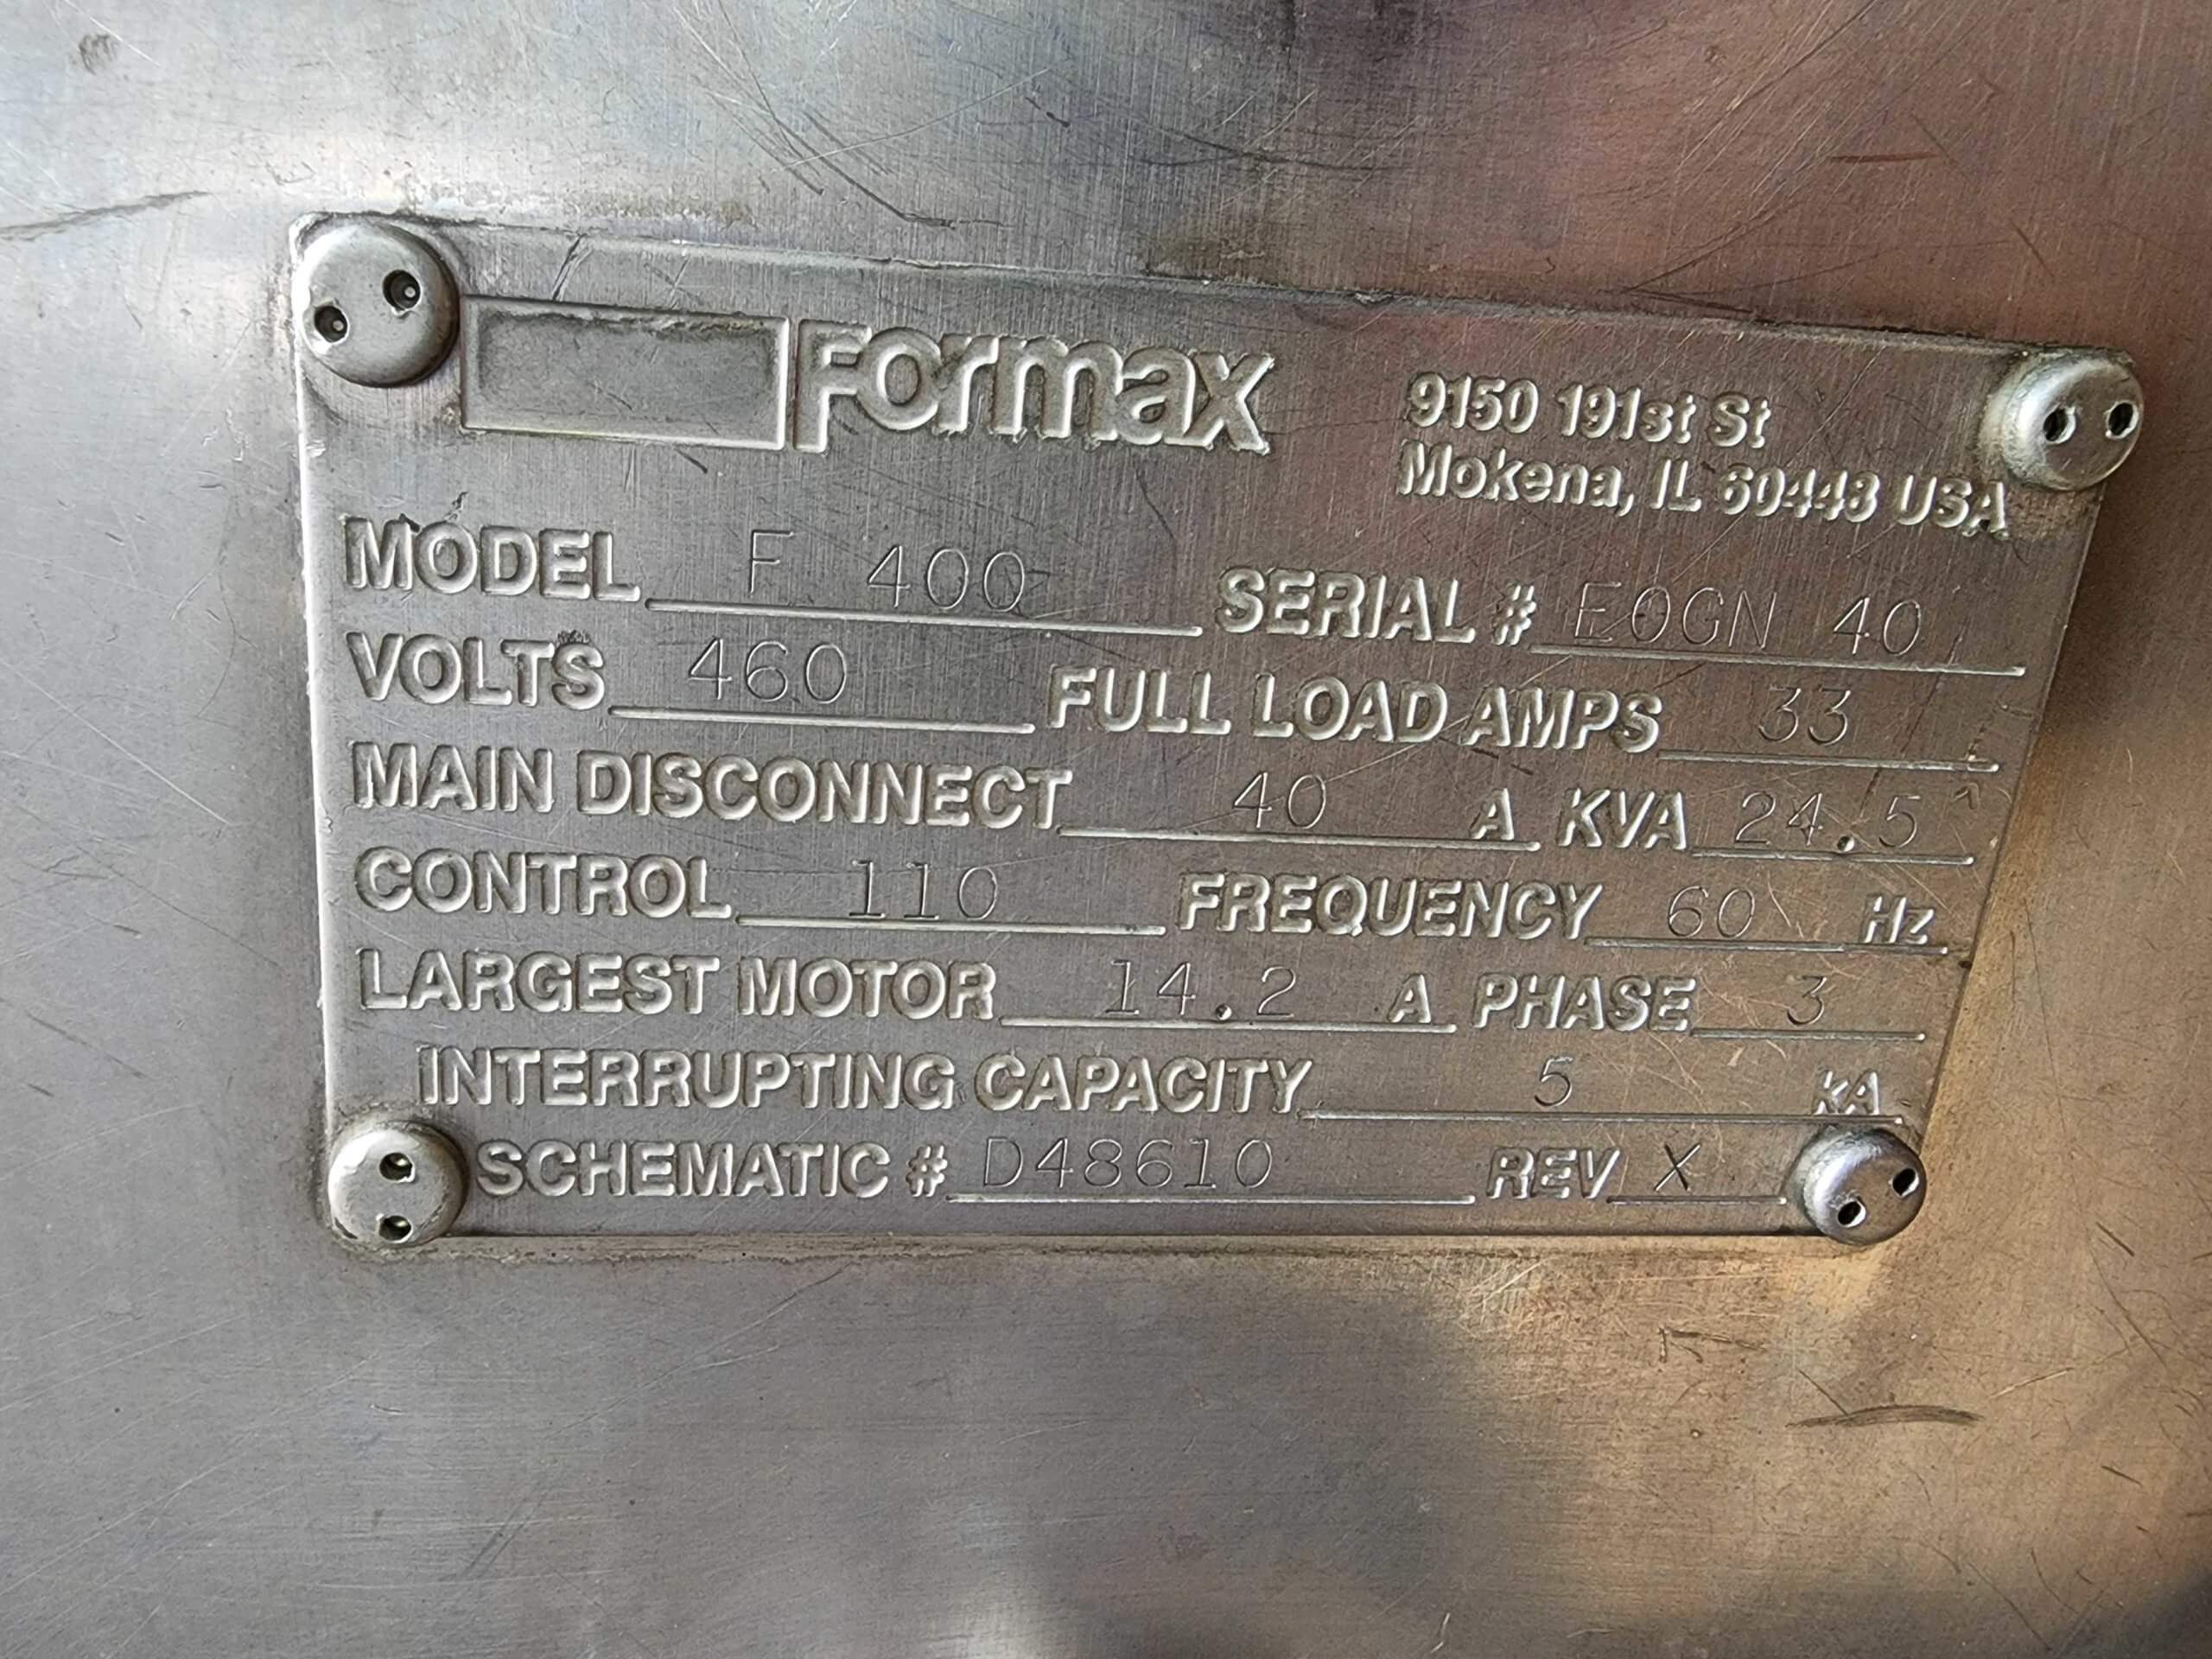 Formax
9150 191st St
Mokena, IL 60448 USA
MODEL F 400 SERIAL # E0GN 40
VOLTS 460 FULL LOAD AMPS 33
MAIN DISCONNECT 40 A KVA 24.5
CONTROL 110 FREQUENCY 60 Hz
LARGEST MOTOR 14.2 A PHASE 3
INTERRUPTING CAPACITY 5 kA
SCHEMATIC # D48610 REV X